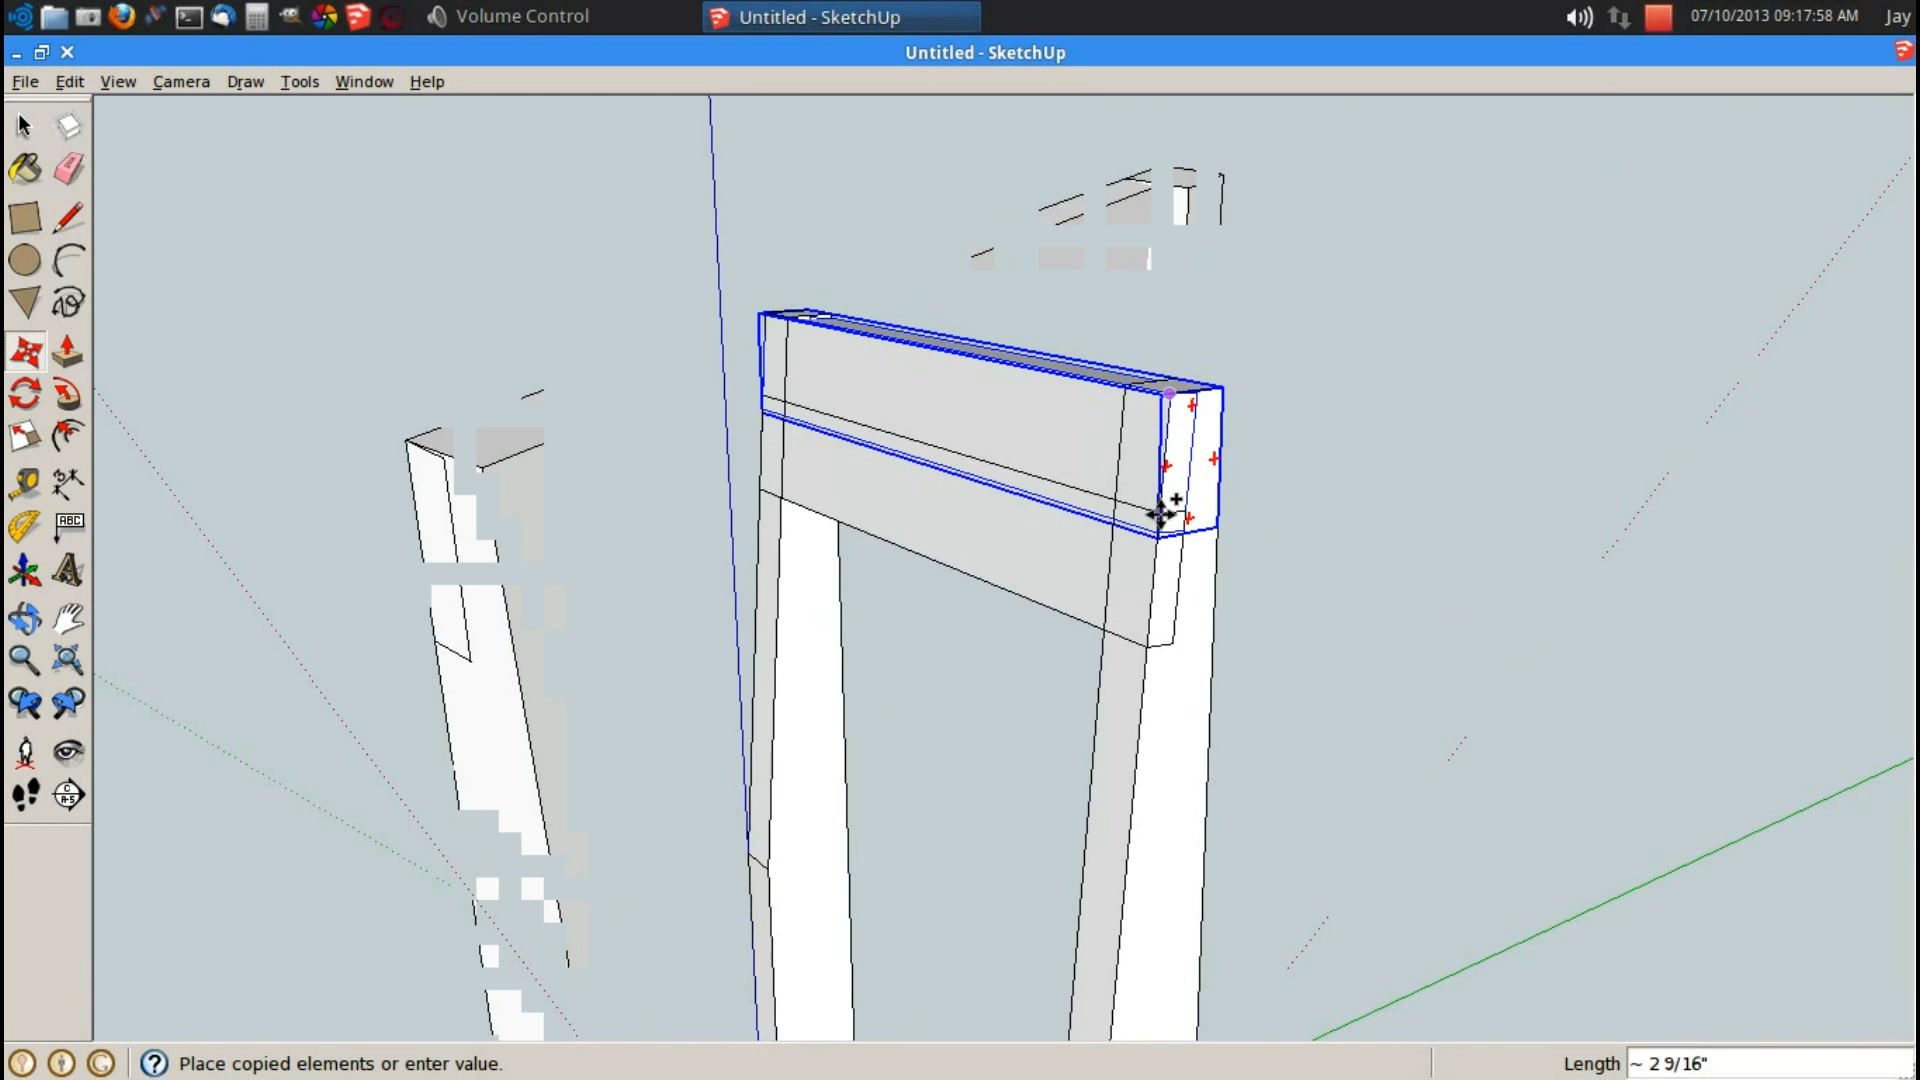 Volume Control
Untitled - SketchUp
07/10/2013 09:17:58 AM
Jay
Untitled - SketchUp
File Edit View Camera Draw Tools Window Help
ABC
A
C
A-5
G
? Place copied elements or enter value.
Length ~ 2 9/16"